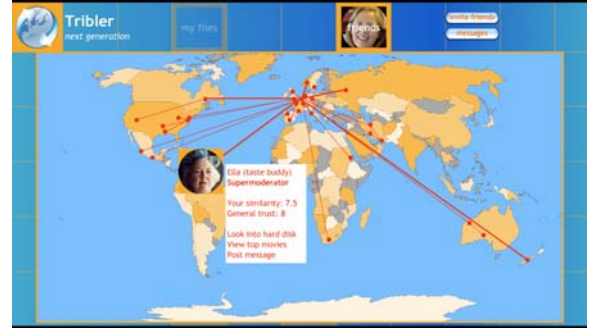 Tribler
next generation
my files
friends
invite friends
messages
Ella (taste buddy)
Supermoderator
Your similarity: 7.5
General trust: 8
Look into hard disk
View top movies
Post message